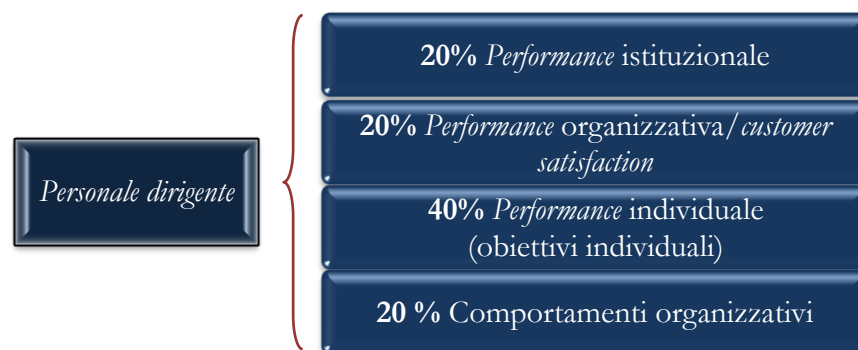 Personale dirigente
20% Performance istituzionale
20% Performance organizzativa/customer
satisfaction
40% Performance individuale
(obiettivi individuali)
20 % Comportamenti organizzativi